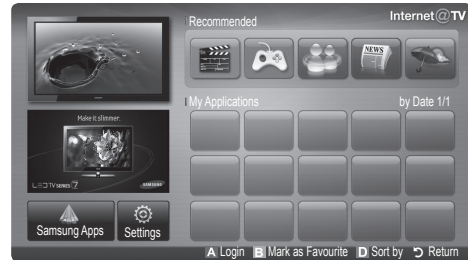 Internet@TV
Recommended
NEWS
My Applications by Date 1/1
Make it slimmer.
LED TV SERIES 7 SAMSUNG
Samsung Apps Settings
A Login B Mark as Favourite D Sort by Return